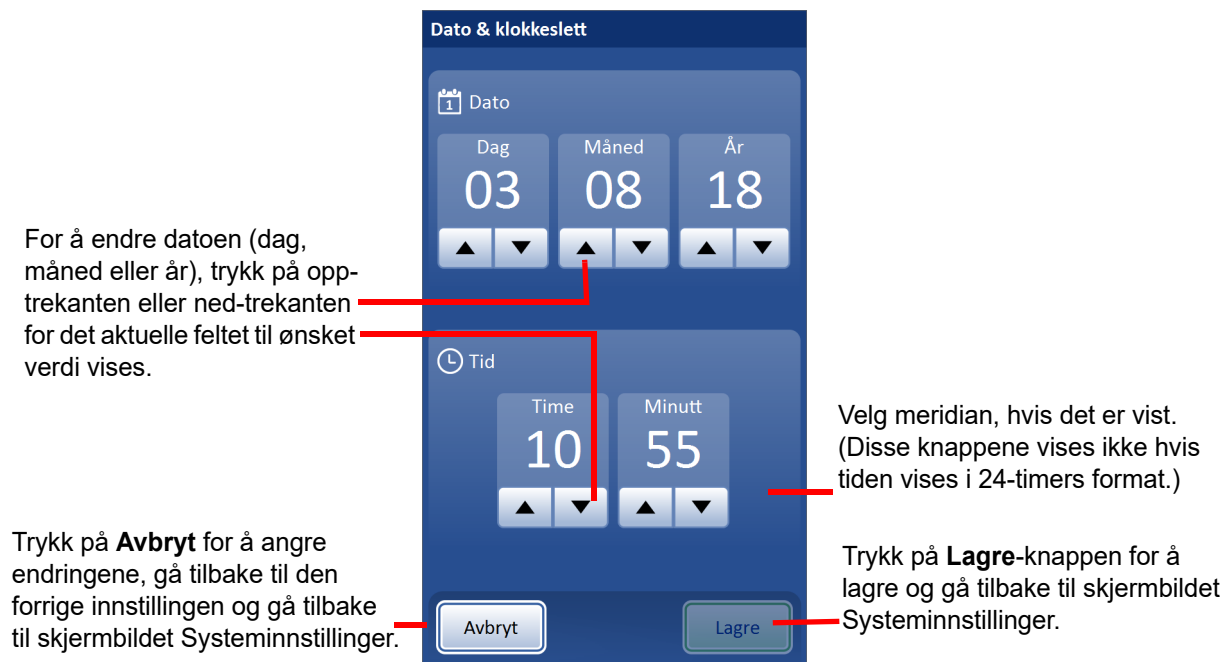 Dato & klokkeslett
1 Dato
Dag Måned År
03 08 18
For å endre datoen (dag,
måned eller år), trykk på opp-
trekanten eller ned-trekanten
for det aktuelle feltet til ønsket
verdi vises.
Tid
Time Minutt
10 55
Velg meridian, hvis det er vist.
(Disse knappene vises ikke hvis
tiden vises i 24-timers format.)
Trykk på Avbryt for å angre
endringene, gå tilbake til den
forrige innstillingen og gå tilbake
til skjermbildet Systeminnstillinger.
Avbryt Lagre
Trykk på Lagre-knappen for å
lagre og gå tilbake til skjermbildet
Systeminnstillinger.